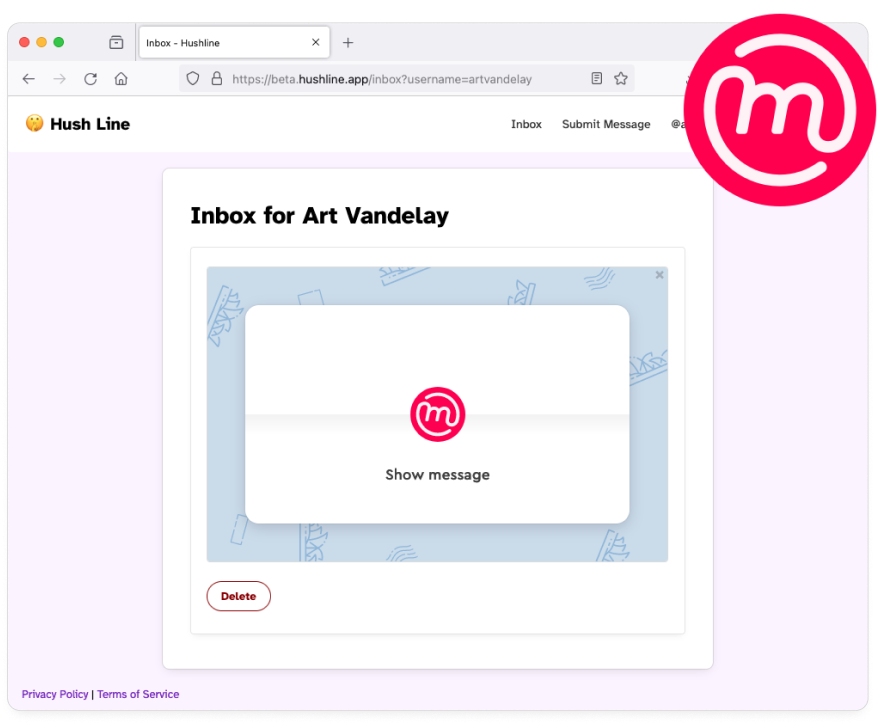 Inbox - Hushline
https://beta.hushline.app/inbox?username=artvandelay
Hush Line
Inbox Submit Message
Inbox for Art Vandelay
Show message
Delete
Privacy Policy | Terms of Service